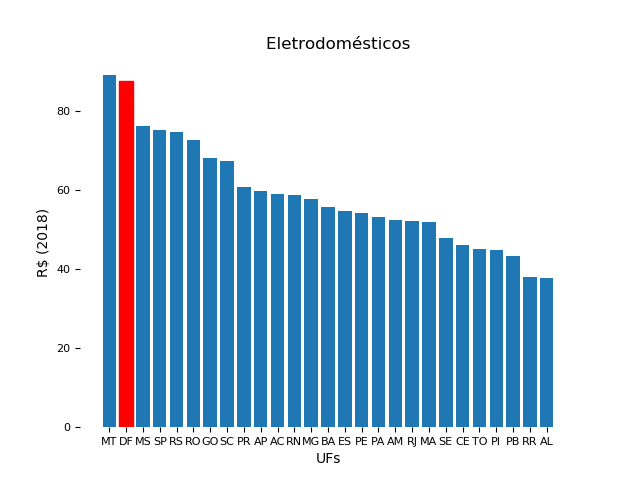 Eletrodomésticos
R$ (2018)
80
60
40
20
0
MT DF MS SP RS RO GO SC PR AP AC RN MG BA ES PE PA AM RJ MA SE CE TO PI PB RR AL
UFs